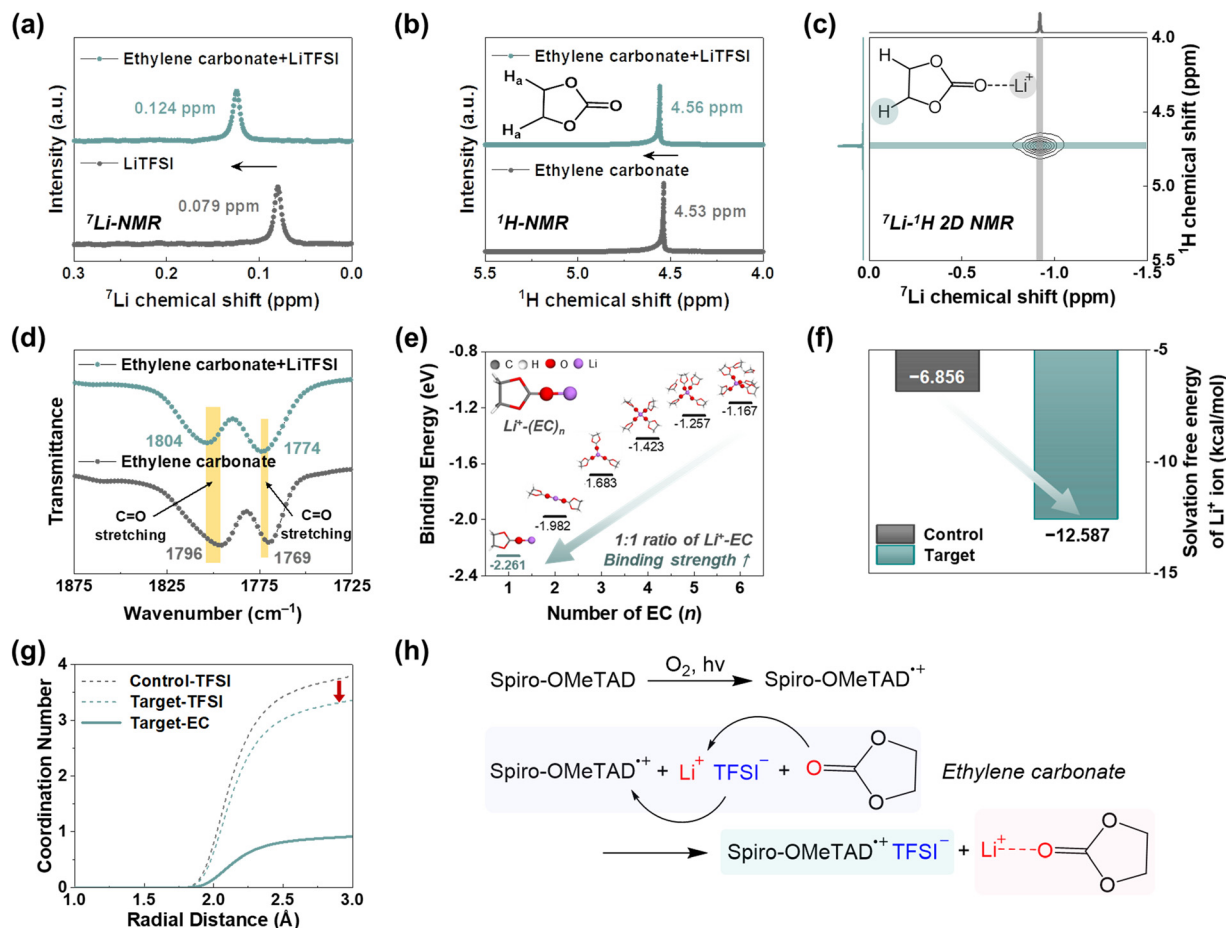 (a)
Ethylene carbonate+LiTFSI
0.124 ppm
LiTFSI
0.079 ppm
⁷Li-NMR
Intensity (a.u.)
0.3 0.2 0.1 0.0
⁷Li chemical shift (ppm)
(b)
Ethylene carbonate+LiTFSI
Hₐ
O
O
O
Hₐ
4.56 ppm
Ethylene carbonate
4.53 ppm
¹H-NMR
Intensity (a.u.)
5.5 5.0 4.5 4.0
¹H chemical shift (ppm)
(c)
H
O
O
O
Li⁺
H
⁷Li-¹H 2D NMR
4.0
4.5
5.0
5.5
¹H chemical shift (ppm)
0.0 -0.5 -1.0 -1.5
⁷Li chemical shift (ppm)
(d)
Ethylene carbonate+LiTFSI
1804
1774
Ethylene carbonate
C=O
stretching
C=O
stretching
1796
1769
Transmittance
1875 1825 1775 1725
Wavenumber (cm⁻¹)
(e)
C H O Li
Li⁺-(EC)ₙ
-1.167
-1.257
-1.423
1.683
-1.982
-2.261
1:1 ratio of Li⁺-EC
Binding strength ↑
Binding Energy (eV)
-0.8
-1.2
-1.6
-2.0
-2.4
1 2 3 4 5 6
Number of EC (n)
(f)
−6.856
−12.587
Control
Target
-5
-10
-15
Solvation free energy
of Li⁺ ion (kcal/mol)
(g)
Control-TFSI
Target-TFSI
Target-EC
Coordination Number
4
3
2
1
0
1.0 1.5 2.0 2.5 3.0
Radial Distance (Å)
(h)
Spiro-OMeTAD O₂, hv Spiro-OMeTAD•⁺
Spiro-OMeTAD•⁺ + Li⁺ TFSI⁻ + O O O Ethylene carbonate
Spiro-OMeTAD•⁺ TFSI⁻ + Li⁺ O O O